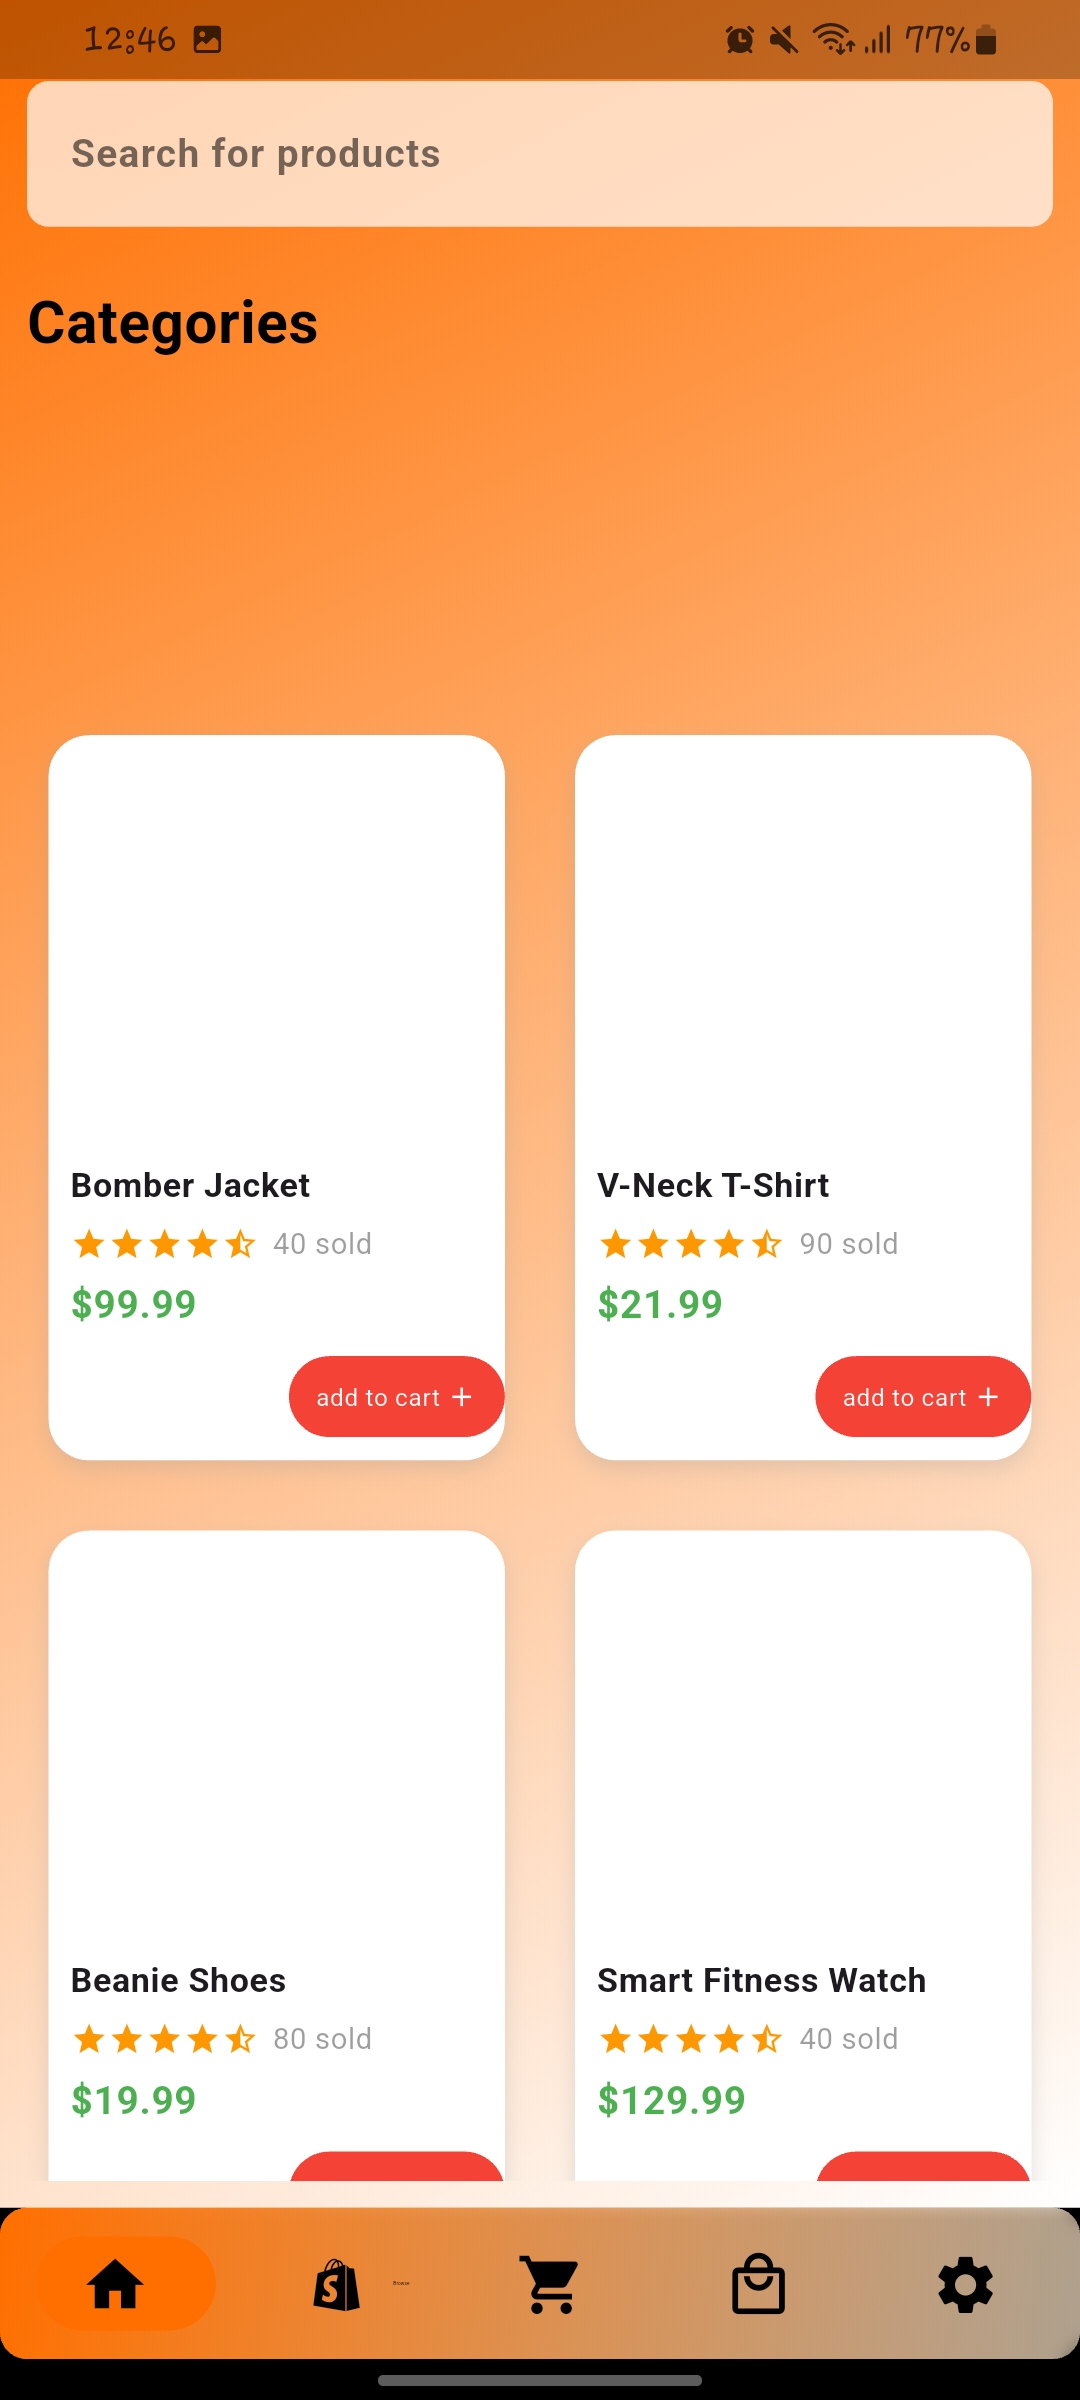 12:46 77%
Search for products
Categories
Bomber Jacket
40 sold
$99.99
add to cart +
V-Neck T-Shirt
90 sold
$21.99
add to cart +
Beanie Shoes
80 sold
$19.99
Smart Fitness Watch
40 sold
$129.99
Browse